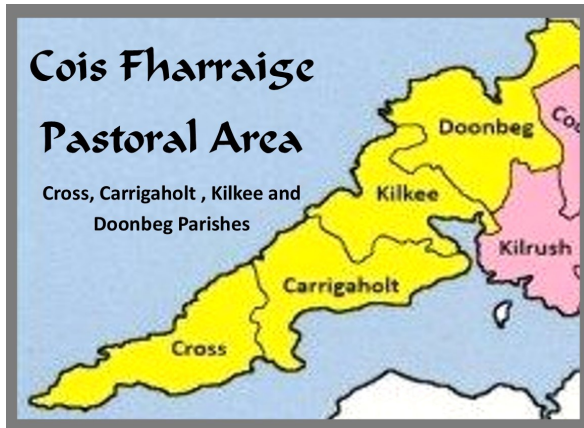 Cois Fharraige
Pastoral Area
Cross, Carrigaholt , Kilkee and
Doonbeg Parishes
Doonbeg
Kilkee
Kilrush
Carrigaholt
Cross